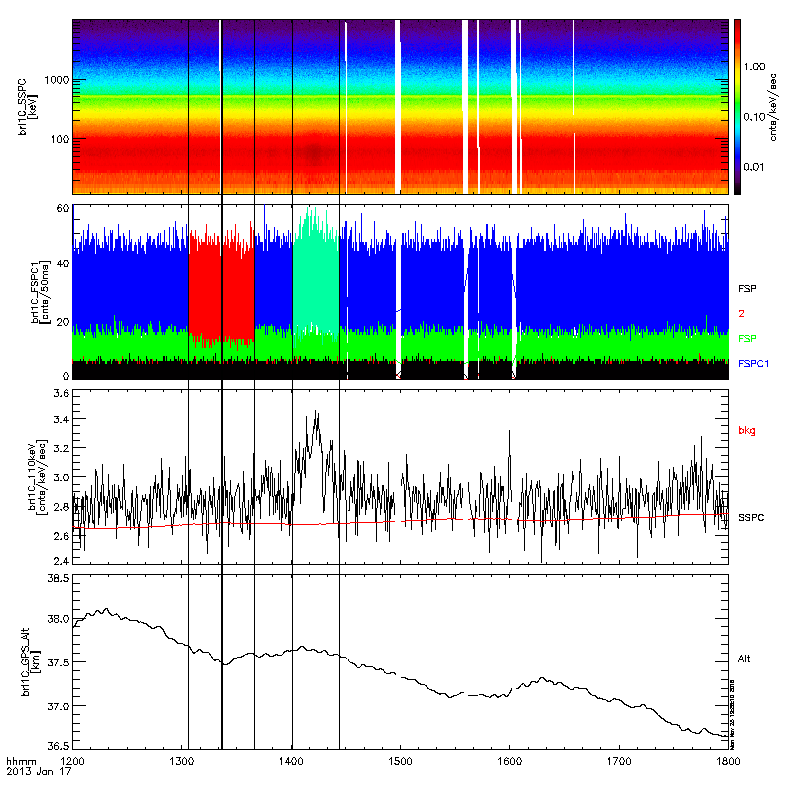 brl1C_SSPC
[keV]
1000
100
1.00
0.10
0.01
cnts/keV/sec
brl1C_FSPC1
[cnts/50ms]
60
40
20
0
FSP
2
FSP
FSPC1
brl1C_110keV
[cnts/keV/sec]
3.6
3.4
3.2
3.0
2.8
2.6
2.4
bkg
SSPC
brl1C_GPS_Alt
[km]
38.5
38.0
37.5
37.0
36.5
Alt
hhmm 1200 1300 1400 1500 1600 1700 1800
2013 Jan 17